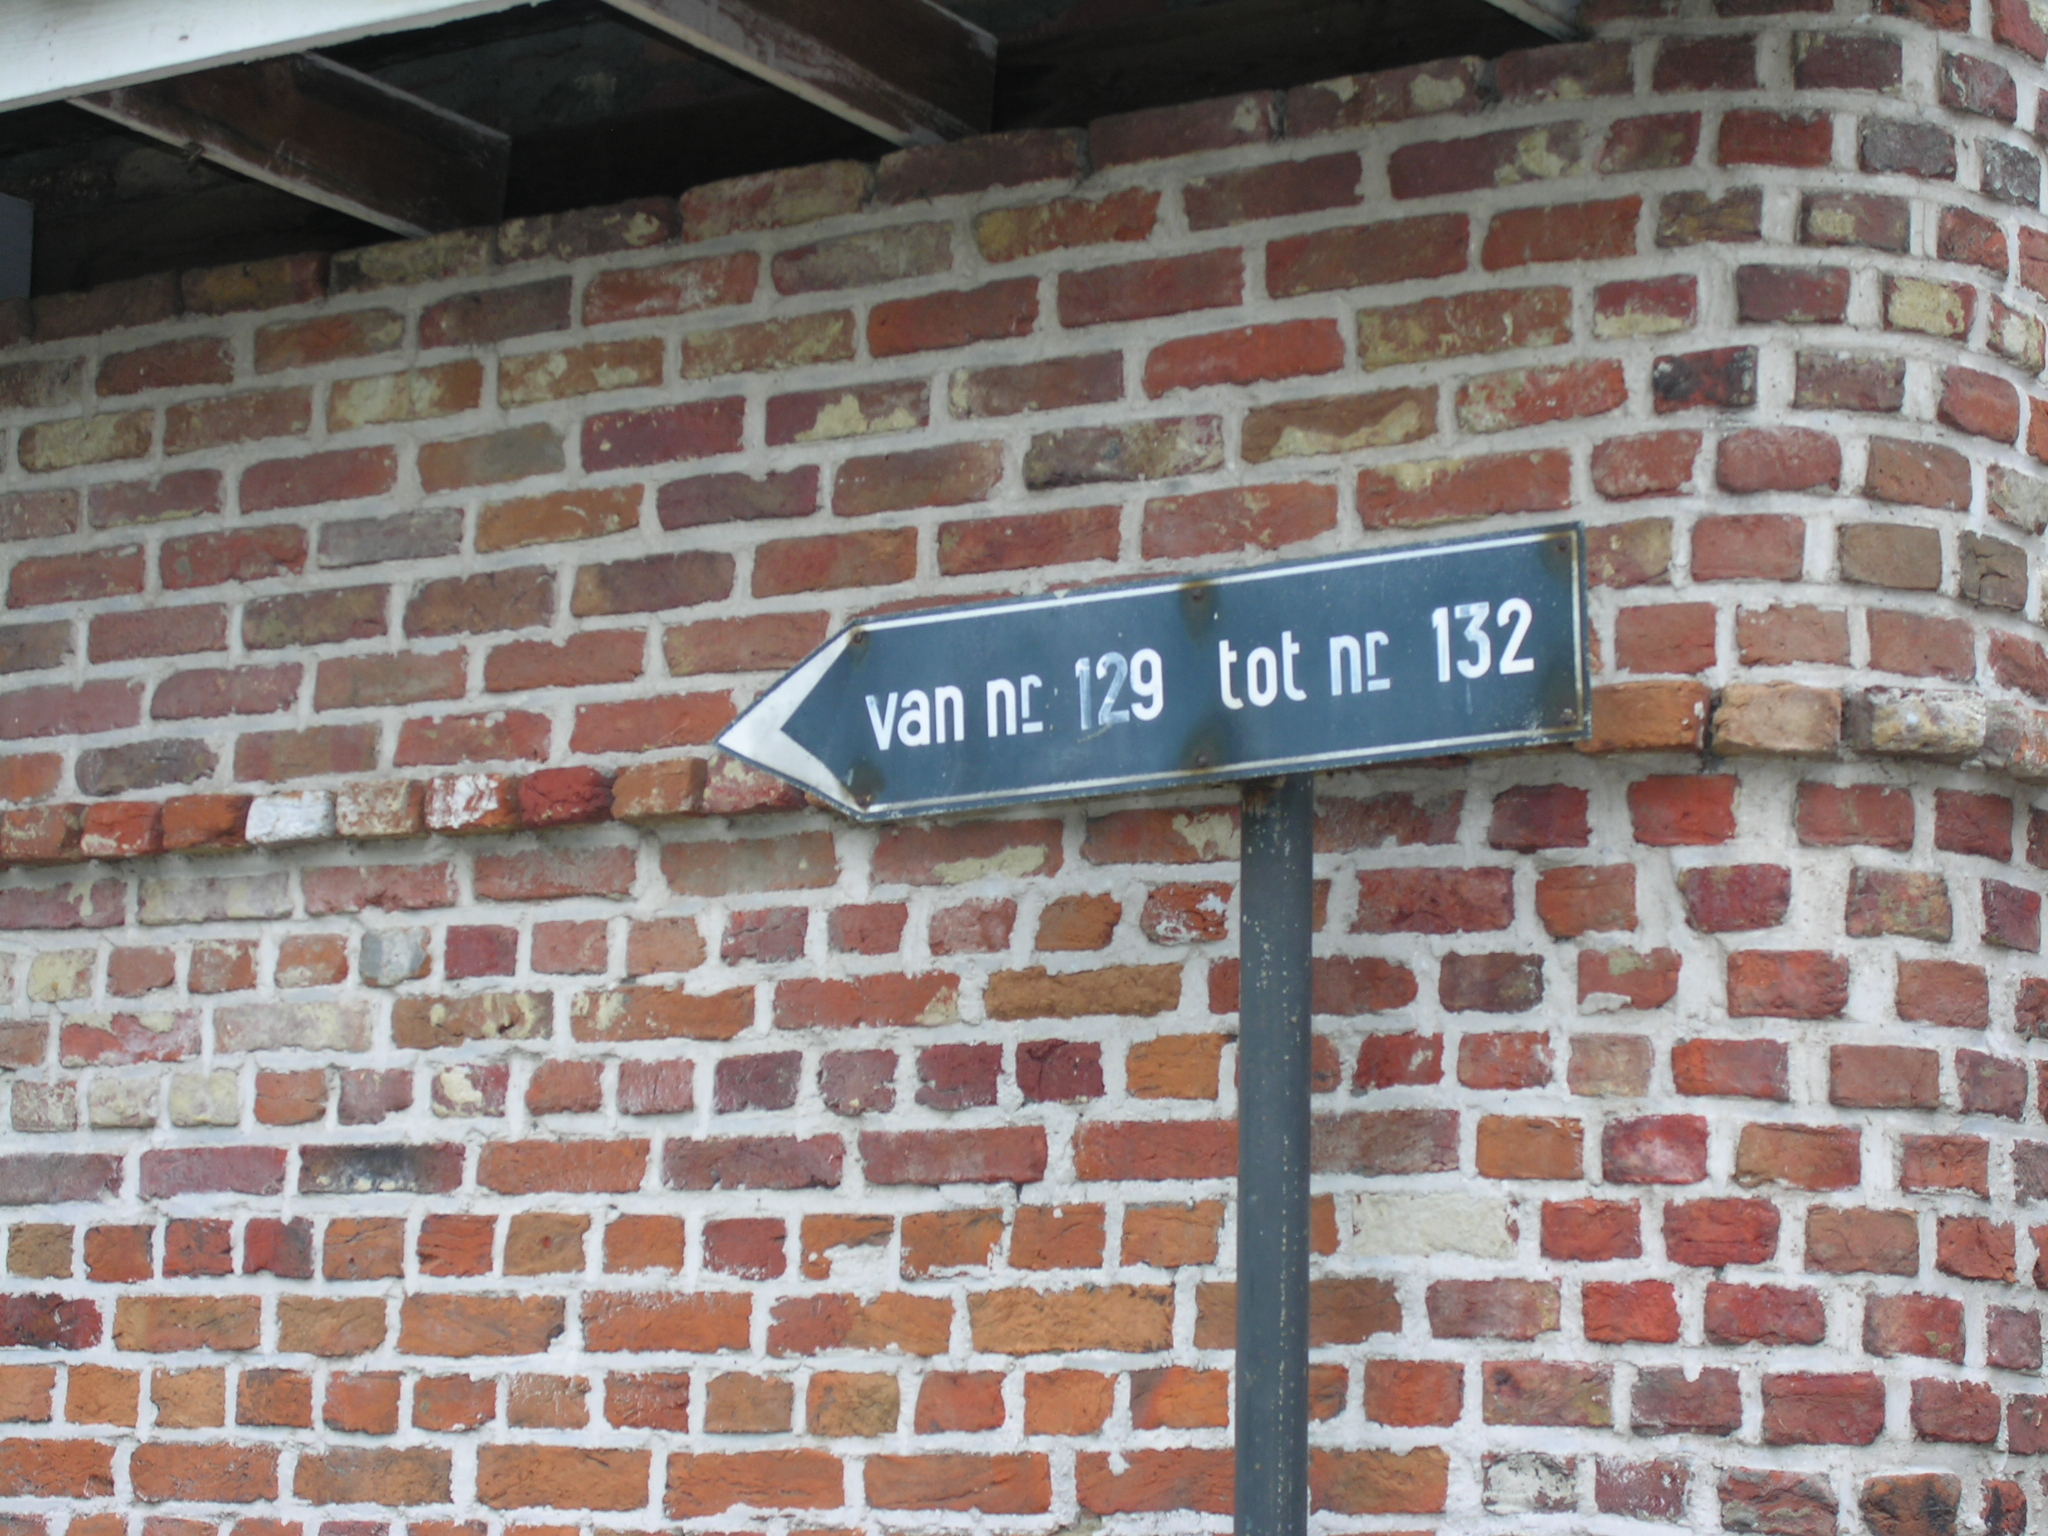 van nr 129 tot nr 132